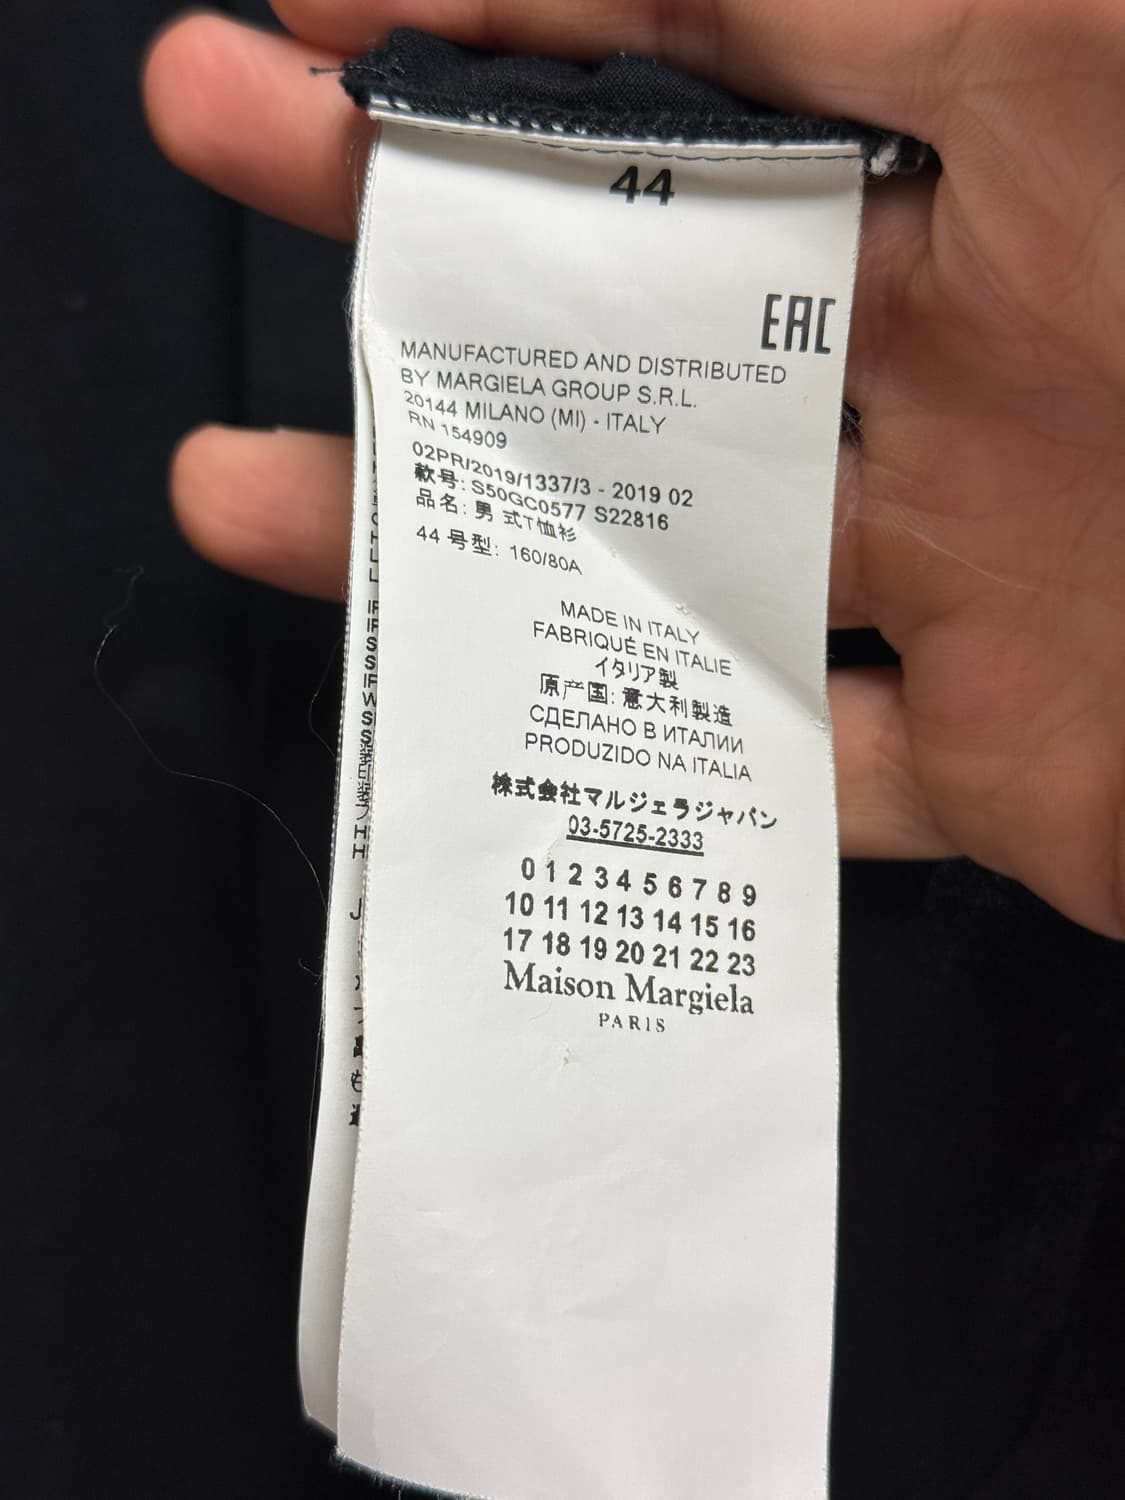 44
EAC
MANUFACTURED AND DISTRIBUTED
BY MARGIELA GROUP S.R.L.
20144 MILANO (MI) - ITALY
RN 154909
02PR/2019/1337/3 - 2019 02
款号: S50GC0577 S22816
品名: 男 式T恤衫
44 号型: 160/80A
MADE IN ITALY
FABRIQUÉ EN ITALIE
イタリア製
原产国: 意大利製造
СДЕЛАНО В ИТАЛИИ
PRODUZIDO NA ITALIA
株式会社マルジェラジャパン
03-5725-2333
0 1 2 3 4 5 6 7 8 9
10 11 12 13 14 15 16
17 18 19 20 21 22 23
Maison Margiela
PARIS